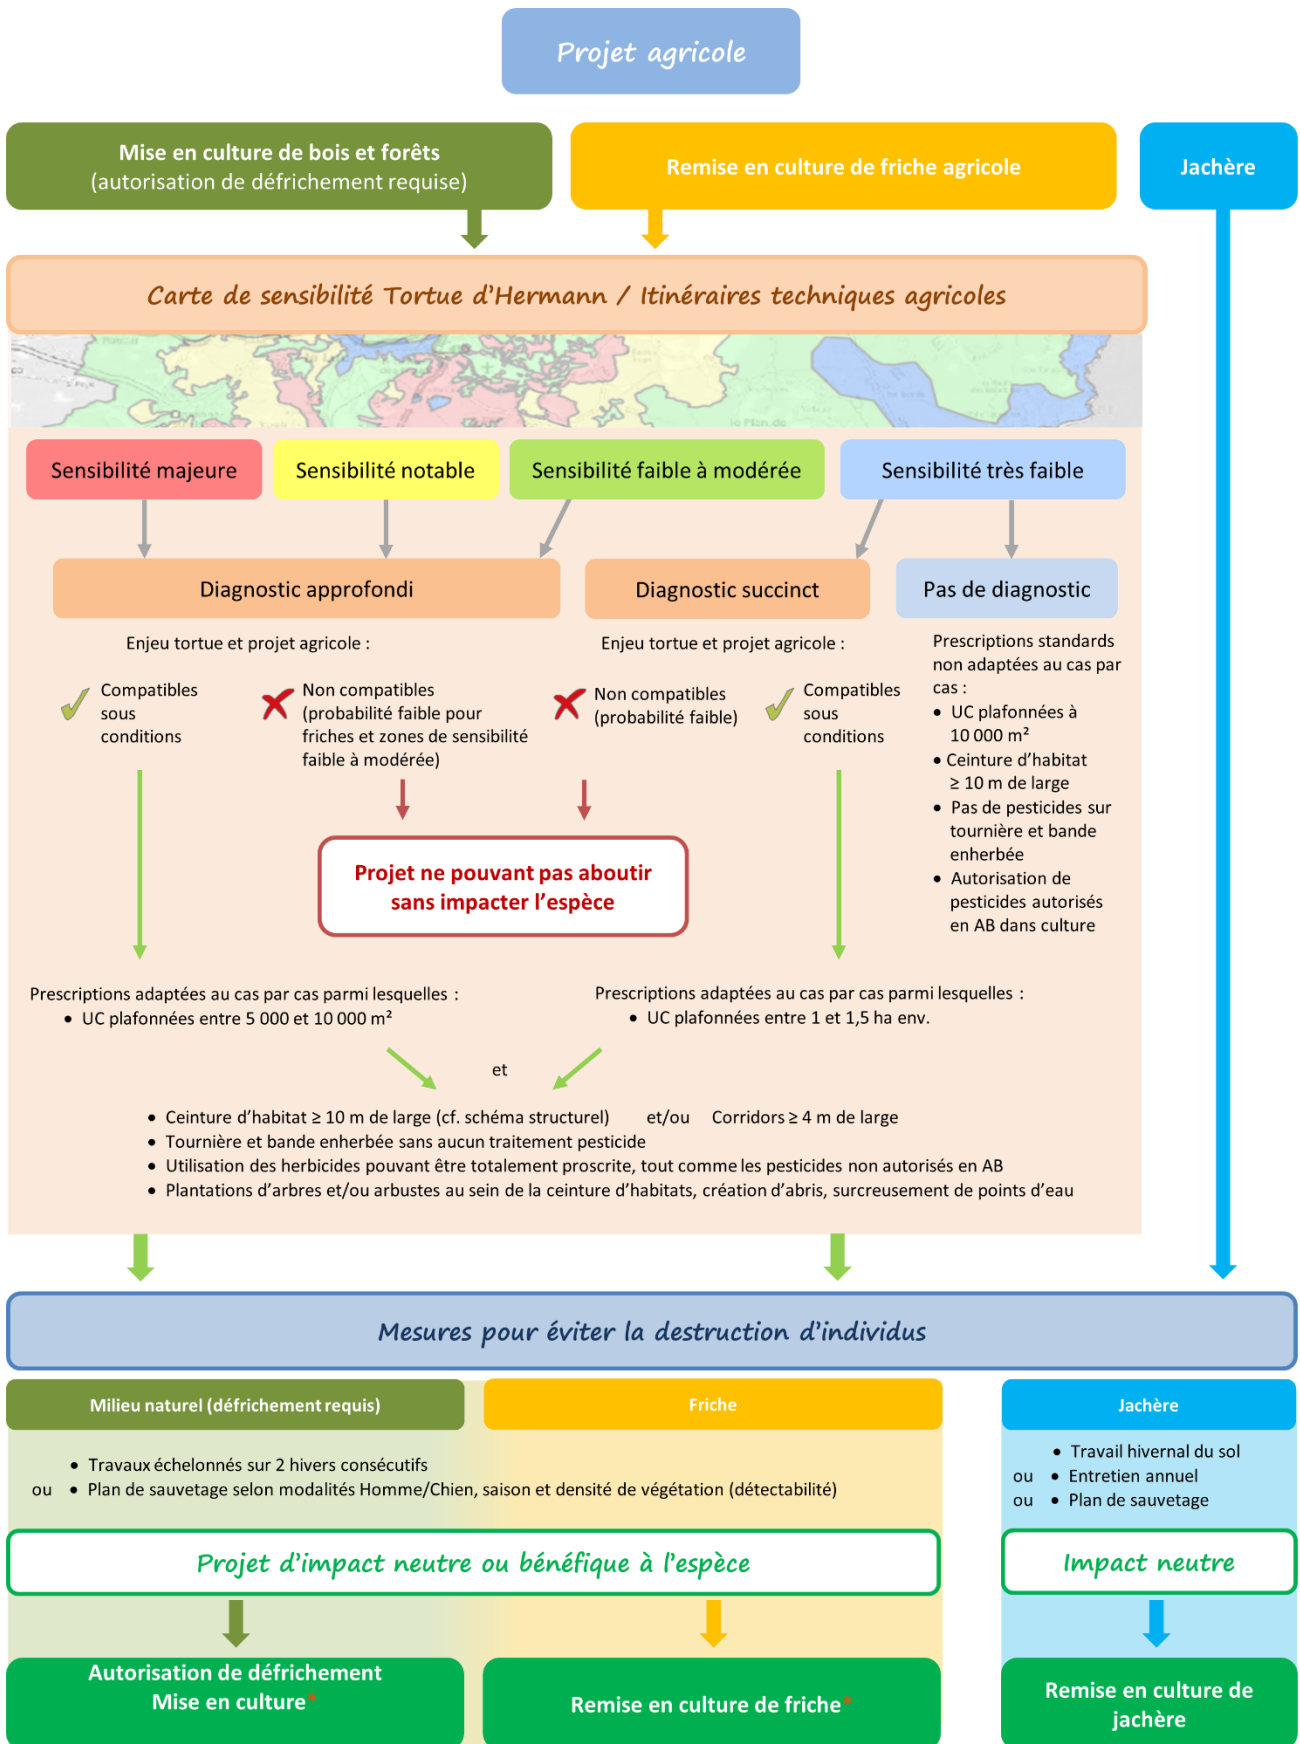 Projet agricole
Mise en culture de bois et forêts
(autorisation de défrichement requise)
Remise en culture de friche agricole
Jachère
Carte de sensibilité Tortue d'Hermann / Itinéraires techniques agricoles
Sensibilité majeure
Sensibilité notable
Sensibilité faible à modérée
Sensibilité très faible
Diagnostic approfondi
Diagnostic succinct
Pas de diagnostic
Enjeu tortue et projet agricole :
Compatibles
sous
conditions
Non compatibles
(probabilité faible pour
friches et zones de sensibilité
faible à modérée)
Enjeu tortue et projet agricole :
Non compatibles
(probabilité faible)
Compatibles
sous
conditions
Prescriptions standards
non adaptées au cas par
cas :
• UC plafonnées à
10 000 m²
• Ceinture d'habitat
≥ 10 m de large
• Pas de pesticides sur
tournière et bande
enherbée
• Autorisation de
pesticides autorisés
en AB dans culture
Projet ne pouvant pas aboutir
sans impacter l'espèce
Prescriptions adaptées au cas par cas parmi lesquelles :
• UC plafonnées entre 5 000 et 10 000 m²
Prescriptions adaptées au cas par cas parmi lesquelles :
• UC plafonnées entre 1 et 1,5 ha env.
et
• Ceinture d'habitat ≥ 10 m de large (cf. schéma structurel) et/ou Corridors ≥ 4 m de large
• Tournière et bande enherbée sans aucun traitement pesticide
• Utilisation des herbicides pouvant être totalement proscrite, tout comme les pesticides non autorisés en AB
• Plantations d'arbres et/ou arbustes au sein de la ceinture d'habitats, création d'abris, surcreusement de points d'eau
Mesures pour éviter la destruction d'individus
Milieu naturel (défrichement requis)
Friche
Jachère
• Travaux échelonnés sur 2 hivers consécutifs
ou • Plan de sauvetage selon modalités Homme/Chien, saison et densité de végétation (détectabilité)
• Travail hivernal du sol
ou • Entretien annuel
ou • Plan de sauvetage
Projet d'impact neutre ou bénéfique à l'espèce
Impact neutre
Autorisation de défrichement
Mise en culture*
Remise en culture de friche*
Remise en culture de
jachère